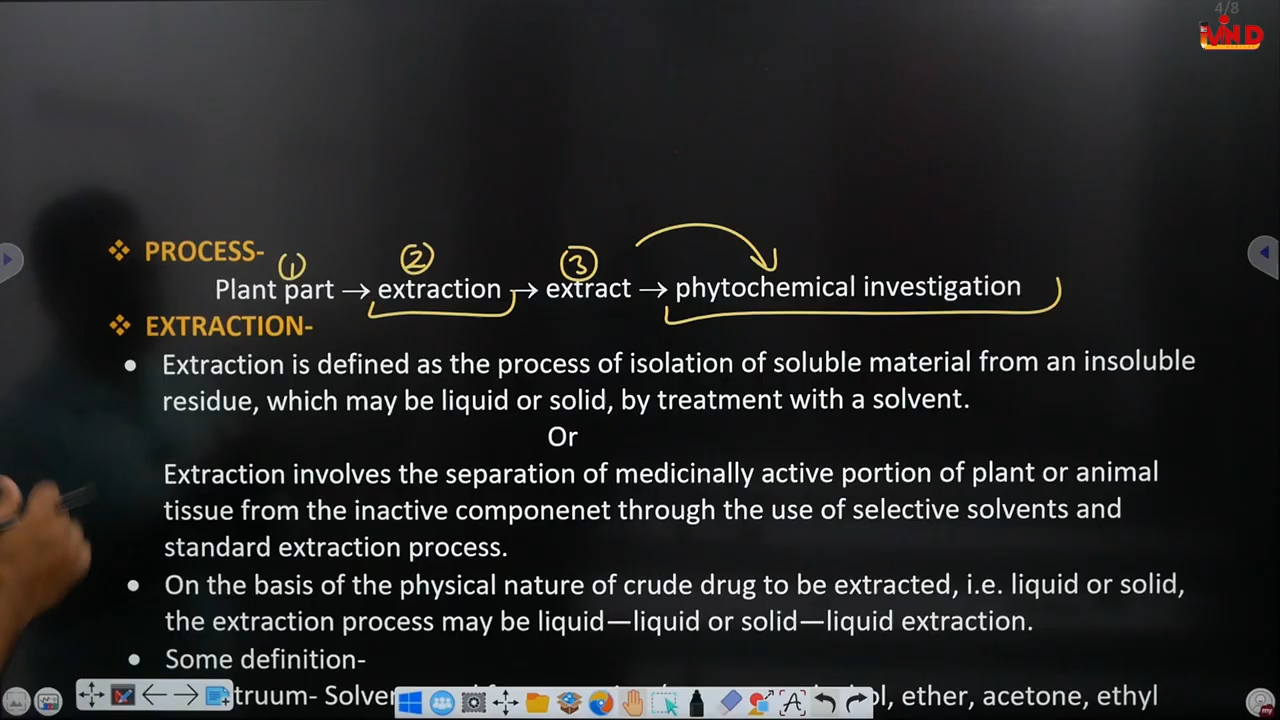 4/8
❖ PROCESS-
① ② ③
Plant part → extraction → extract → phytochemical investigation
❖ EXTRACTION-
• Extraction is defined as the process of isolation of soluble material from an insoluble
residue, which may be liquid or solid, by treatment with a solvent.
Or
Extraction involves the separation of medicinally active portion of plant or animal
tissue from the inactive componenet through the use of selective solvents and
standard extraction process.
• On the basis of the physical nature of crude drug to be extracted, i.e. liquid or solid,
the extraction process may be liquid—liquid or solid—liquid extraction.
• Some definition-
ether, acetone, ethyl